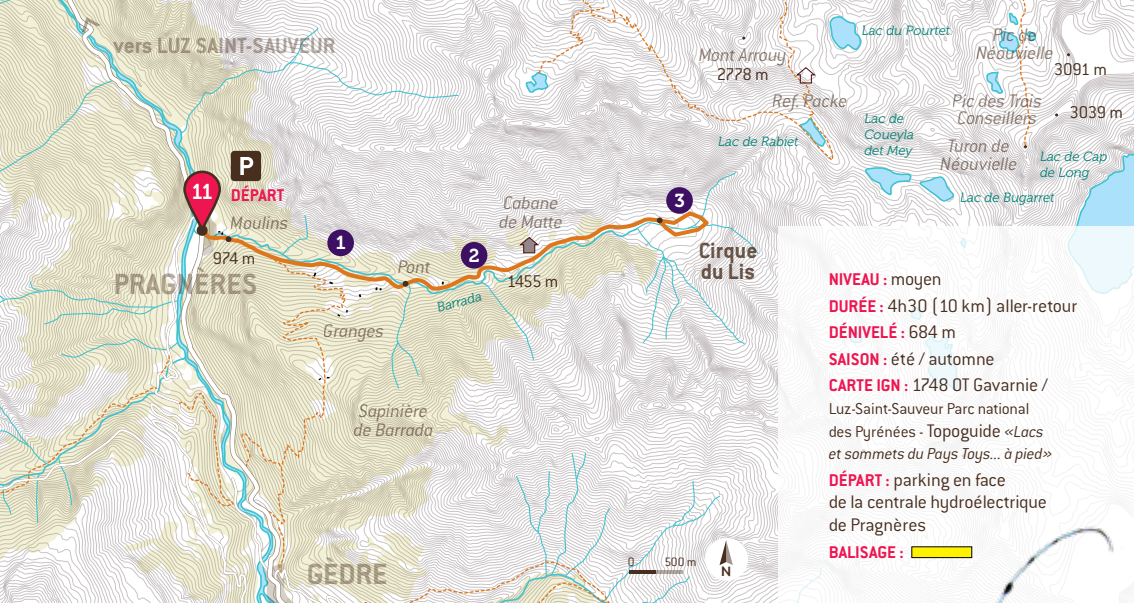 vers LUZ SAINT-SAUVEUR
Lac du Pourtet
Pic de
Néouvielle
3091 m
Mont Arrouy
2778 m
Ref. Packe
Pic des Trois
Conseillers
3039 m
Lac de Rabiet
Lac de
Coueyla
det Mey
Turon de
Néouvielle
Lac de Cap
de Long
Lac de Bugarret
P
11
DÉPART
Moulins
974 m
PRAGNÈRES
1
Pont
2
Cabane
de Matte
1455 m
3
Cirque
du Lis
Barrada
Granges
Sapinière
de Barrada
GÈDRE
0 500 m
N
NIVEAU : moyen
DURÉE : 4h30 (10 km) aller-retour
DÉNIVELÉ : 684 m
SAISON : été / automne
CARTE IGN : 1748 OT Gavarnie /
Luz-Saint-Sauveur Parc national
des Pyrénées - Topoguide «Lacs
et sommets du Pays Toys... à pied»
DÉPART : parking en face
de la centrale hydroélectrique
de Pragnères
BALISAGE :